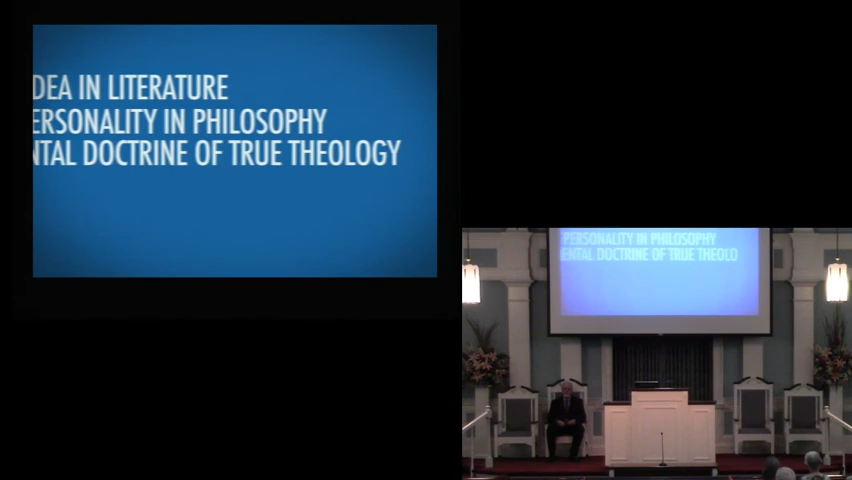 DEA IN LITERATURE
ERSONALITY IN PHILOSOPHY
NTAL DOCTRINE OF TRUE THEOLOGY
PERSONALITY IN PHILOSOPHY
ENTAL DOCTRINE OF TRUE THEOLO